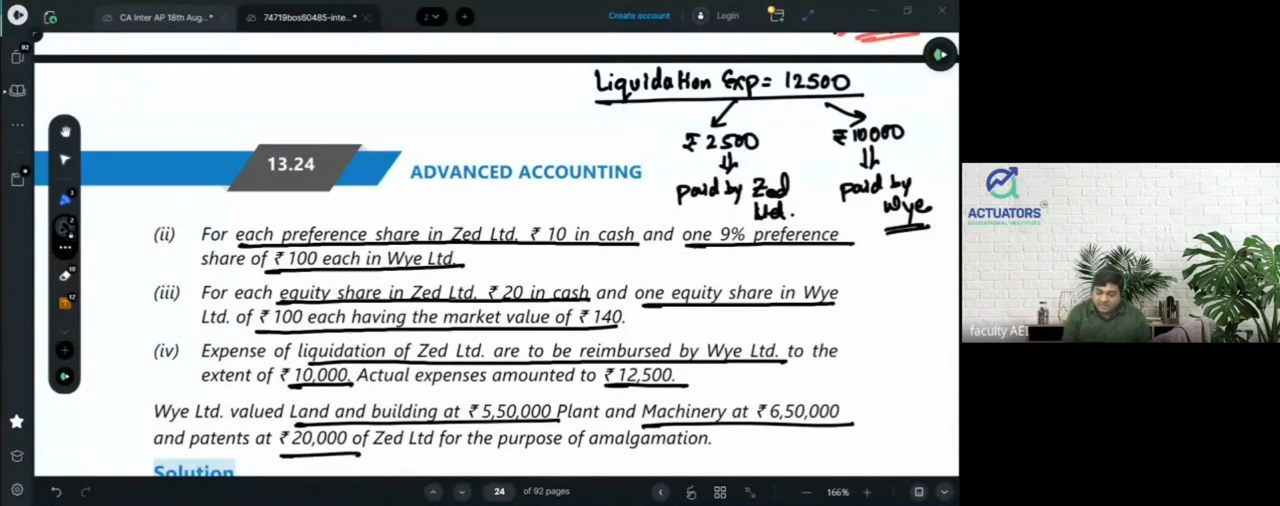 CA Inter AP 18th Aug...*
74719bos60485-inte...*
2
Create account
Login
92
Liquidation Exp = 12500
₹ 2500
₹ 10000
paid by Zed Ltd.
paid by Wye
13.24
ADVANCED ACCOUNTING
(ii) For each preference share in Zed Ltd. ₹ 10 in cash and one 9% preference
share of ₹ 100 each in Wye Ltd.
(iii) For each equity share in Zed Ltd. ₹ 20 in cash and one equity share in Wye
Ltd. of ₹ 100 each having the market value of ₹ 140.
(iv) Expense of liquidation of Zed Ltd. are to be reimbursed by Wye Ltd. to the
extent of ₹ 10,000. Actual expenses amounted to ₹ 12,500.
Wye Ltd. valued Land and building at ₹ 5,50,000 Plant and Machinery at ₹ 6,50,000
and patents at ₹ 20,000 of Zed Ltd for the purpose of amalgamation.
Solution
24 of 92 pages
166%
ACTUATORS
EDUCATIONAL INSTITUTE
faculty AEI